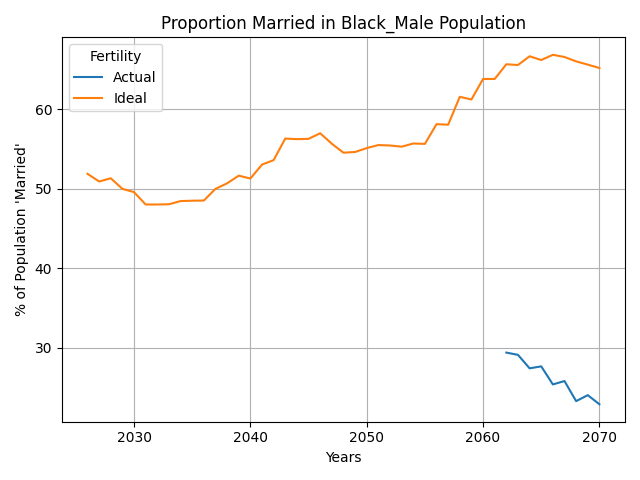 Proportion Married in Black_Male Population
Fertility
Actual
Ideal
% of Population 'Married'
60
50
40
30
2030
2040
2050
2060
2070
Years